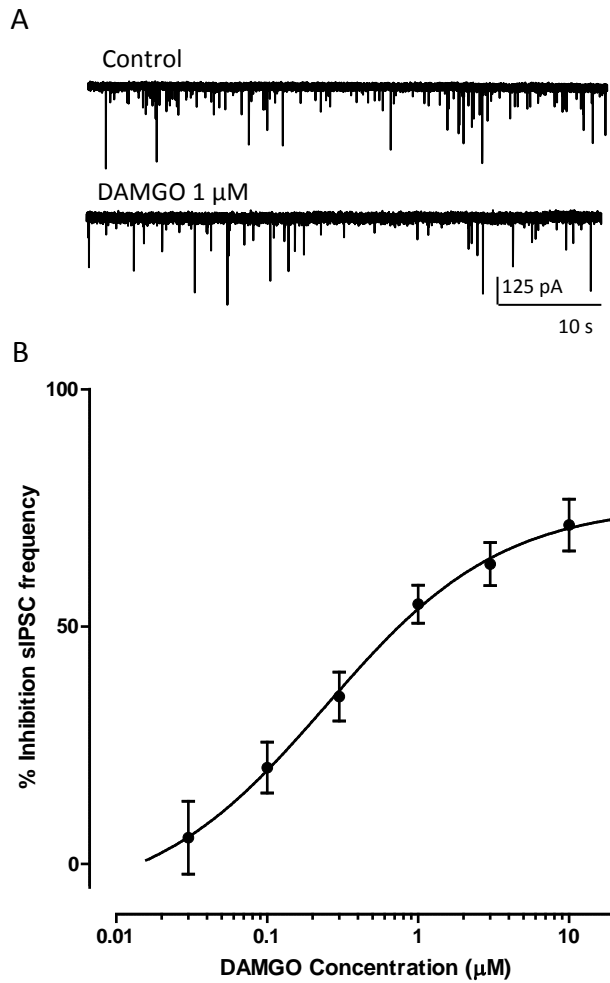 A
Control
DAMGO 1 µM
125 pA
10 s
B
100
50
0
% Inhibition sIPSC frequency
0.01 0.1 1 10
DAMGO Concentration (µM)